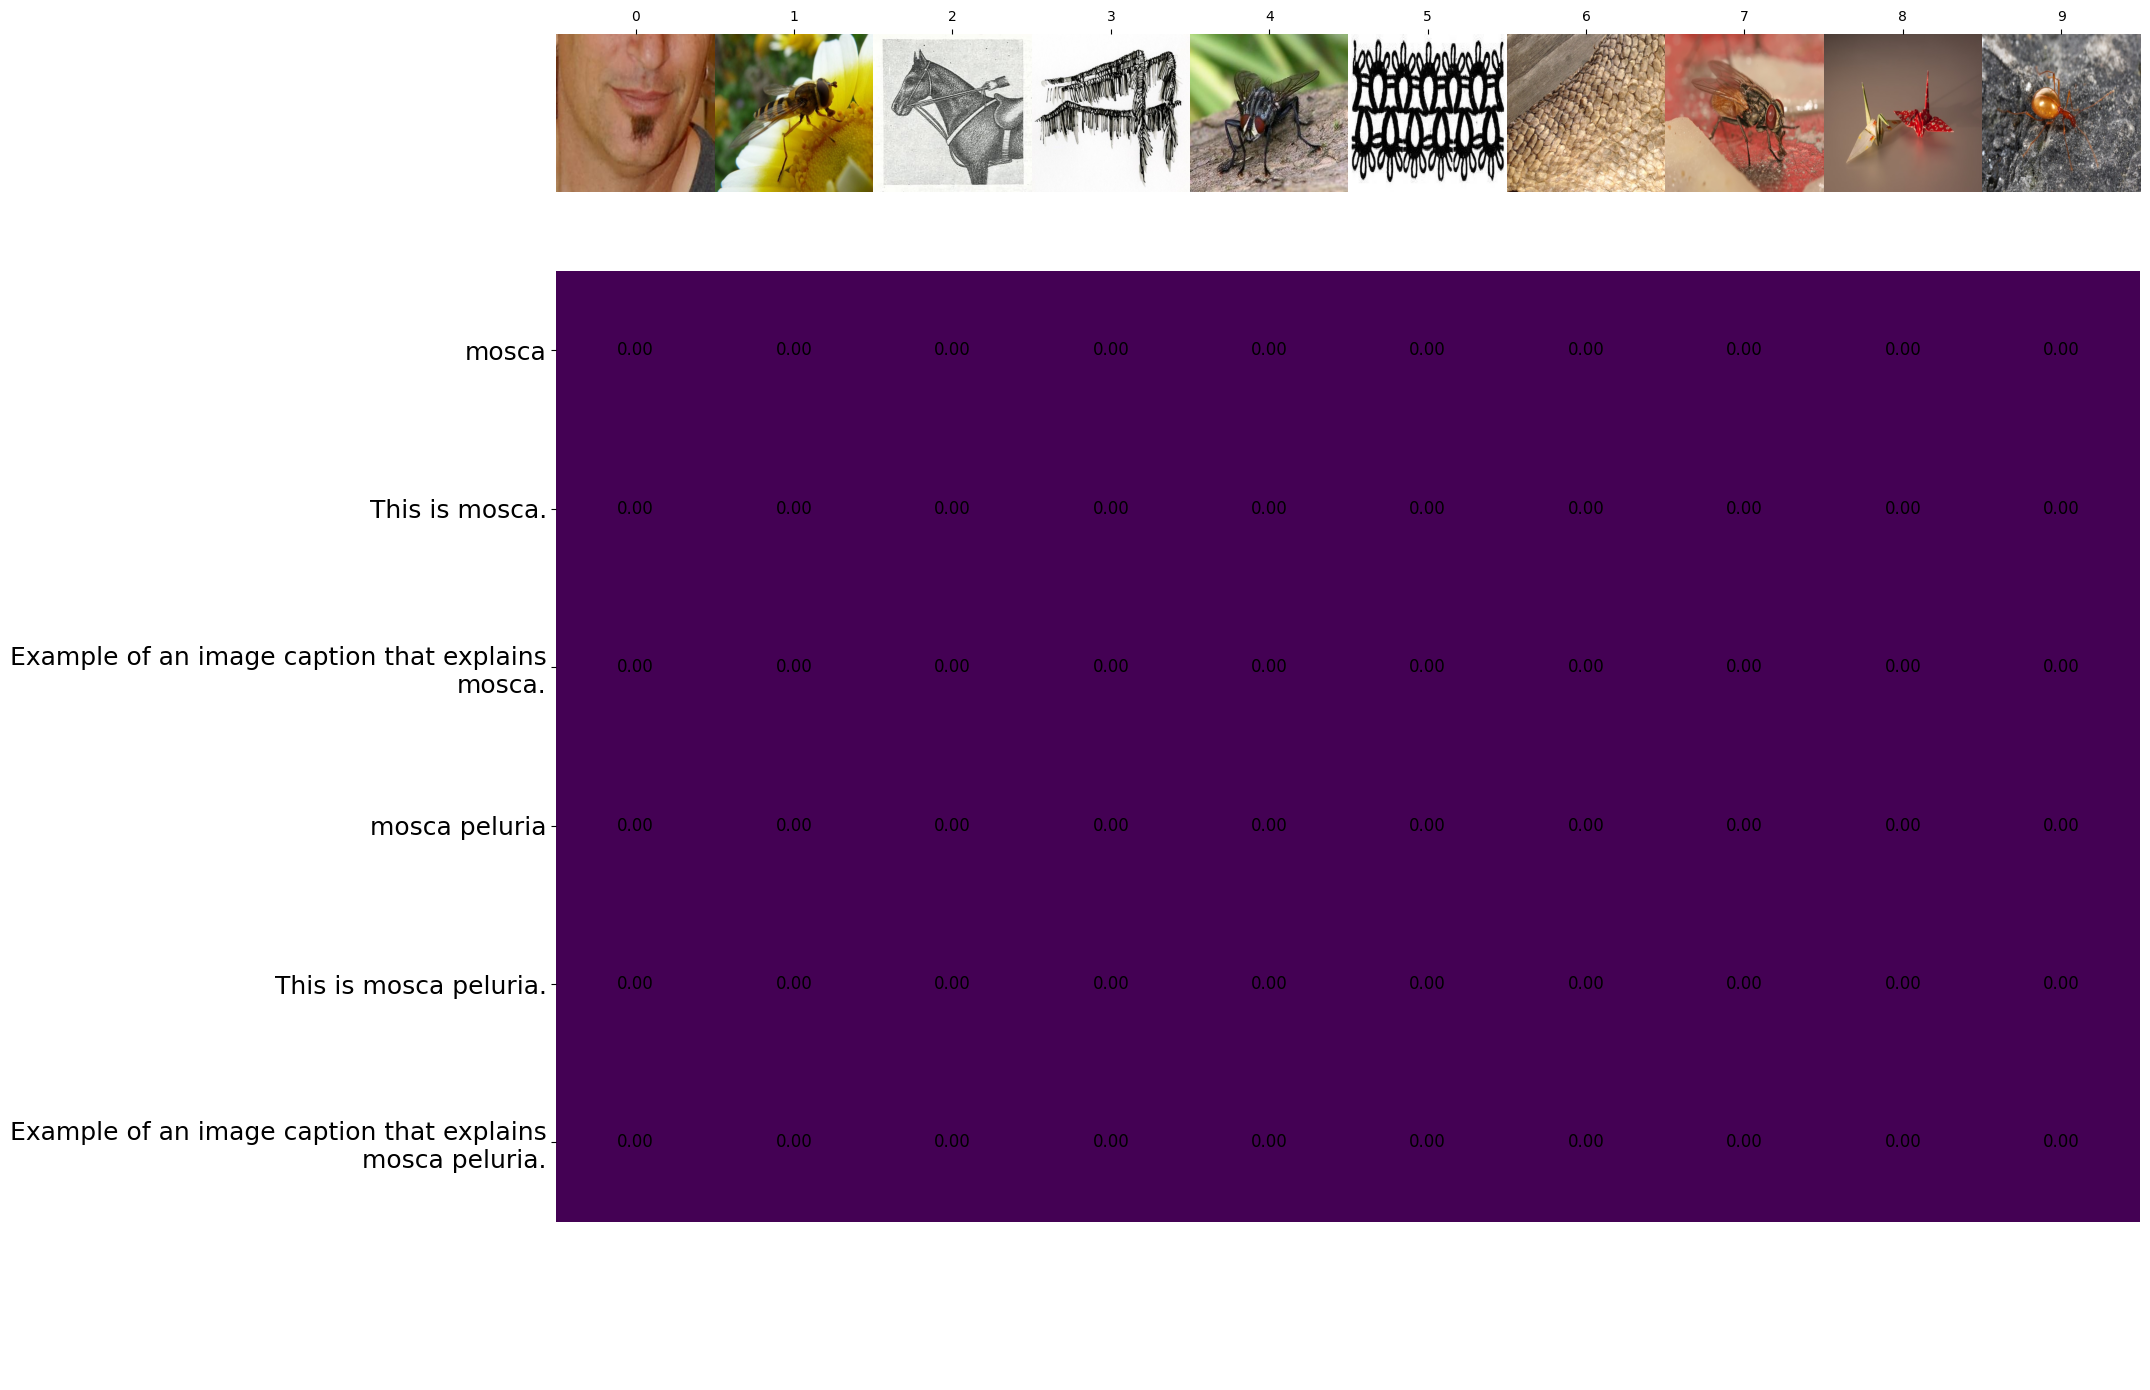 0 1 2 3 4 5 6 7 8 9
mosca 0.00 0.00 0.00 0.00 0.00 0.00 0.00 0.00 0.00 0.00
This is mosca. 0.00 0.00 0.00 0.00 0.00 0.00 0.00 0.00 0.00 0.00
Example of an image caption that explains
mosca. 0.00 0.00 0.00 0.00 0.00 0.00 0.00 0.00 0.00 0.00
mosca peluria 0.00 0.00 0.00 0.00 0.00 0.00 0.00 0.00 0.00 0.00
This is mosca peluria. 0.00 0.00 0.00 0.00 0.00 0.00 0.00 0.00 0.00 0.00
Example of an image caption that explains
mosca peluria. 0.00 0.00 0.00 0.00 0.00 0.00 0.00 0.00 0.00 0.00